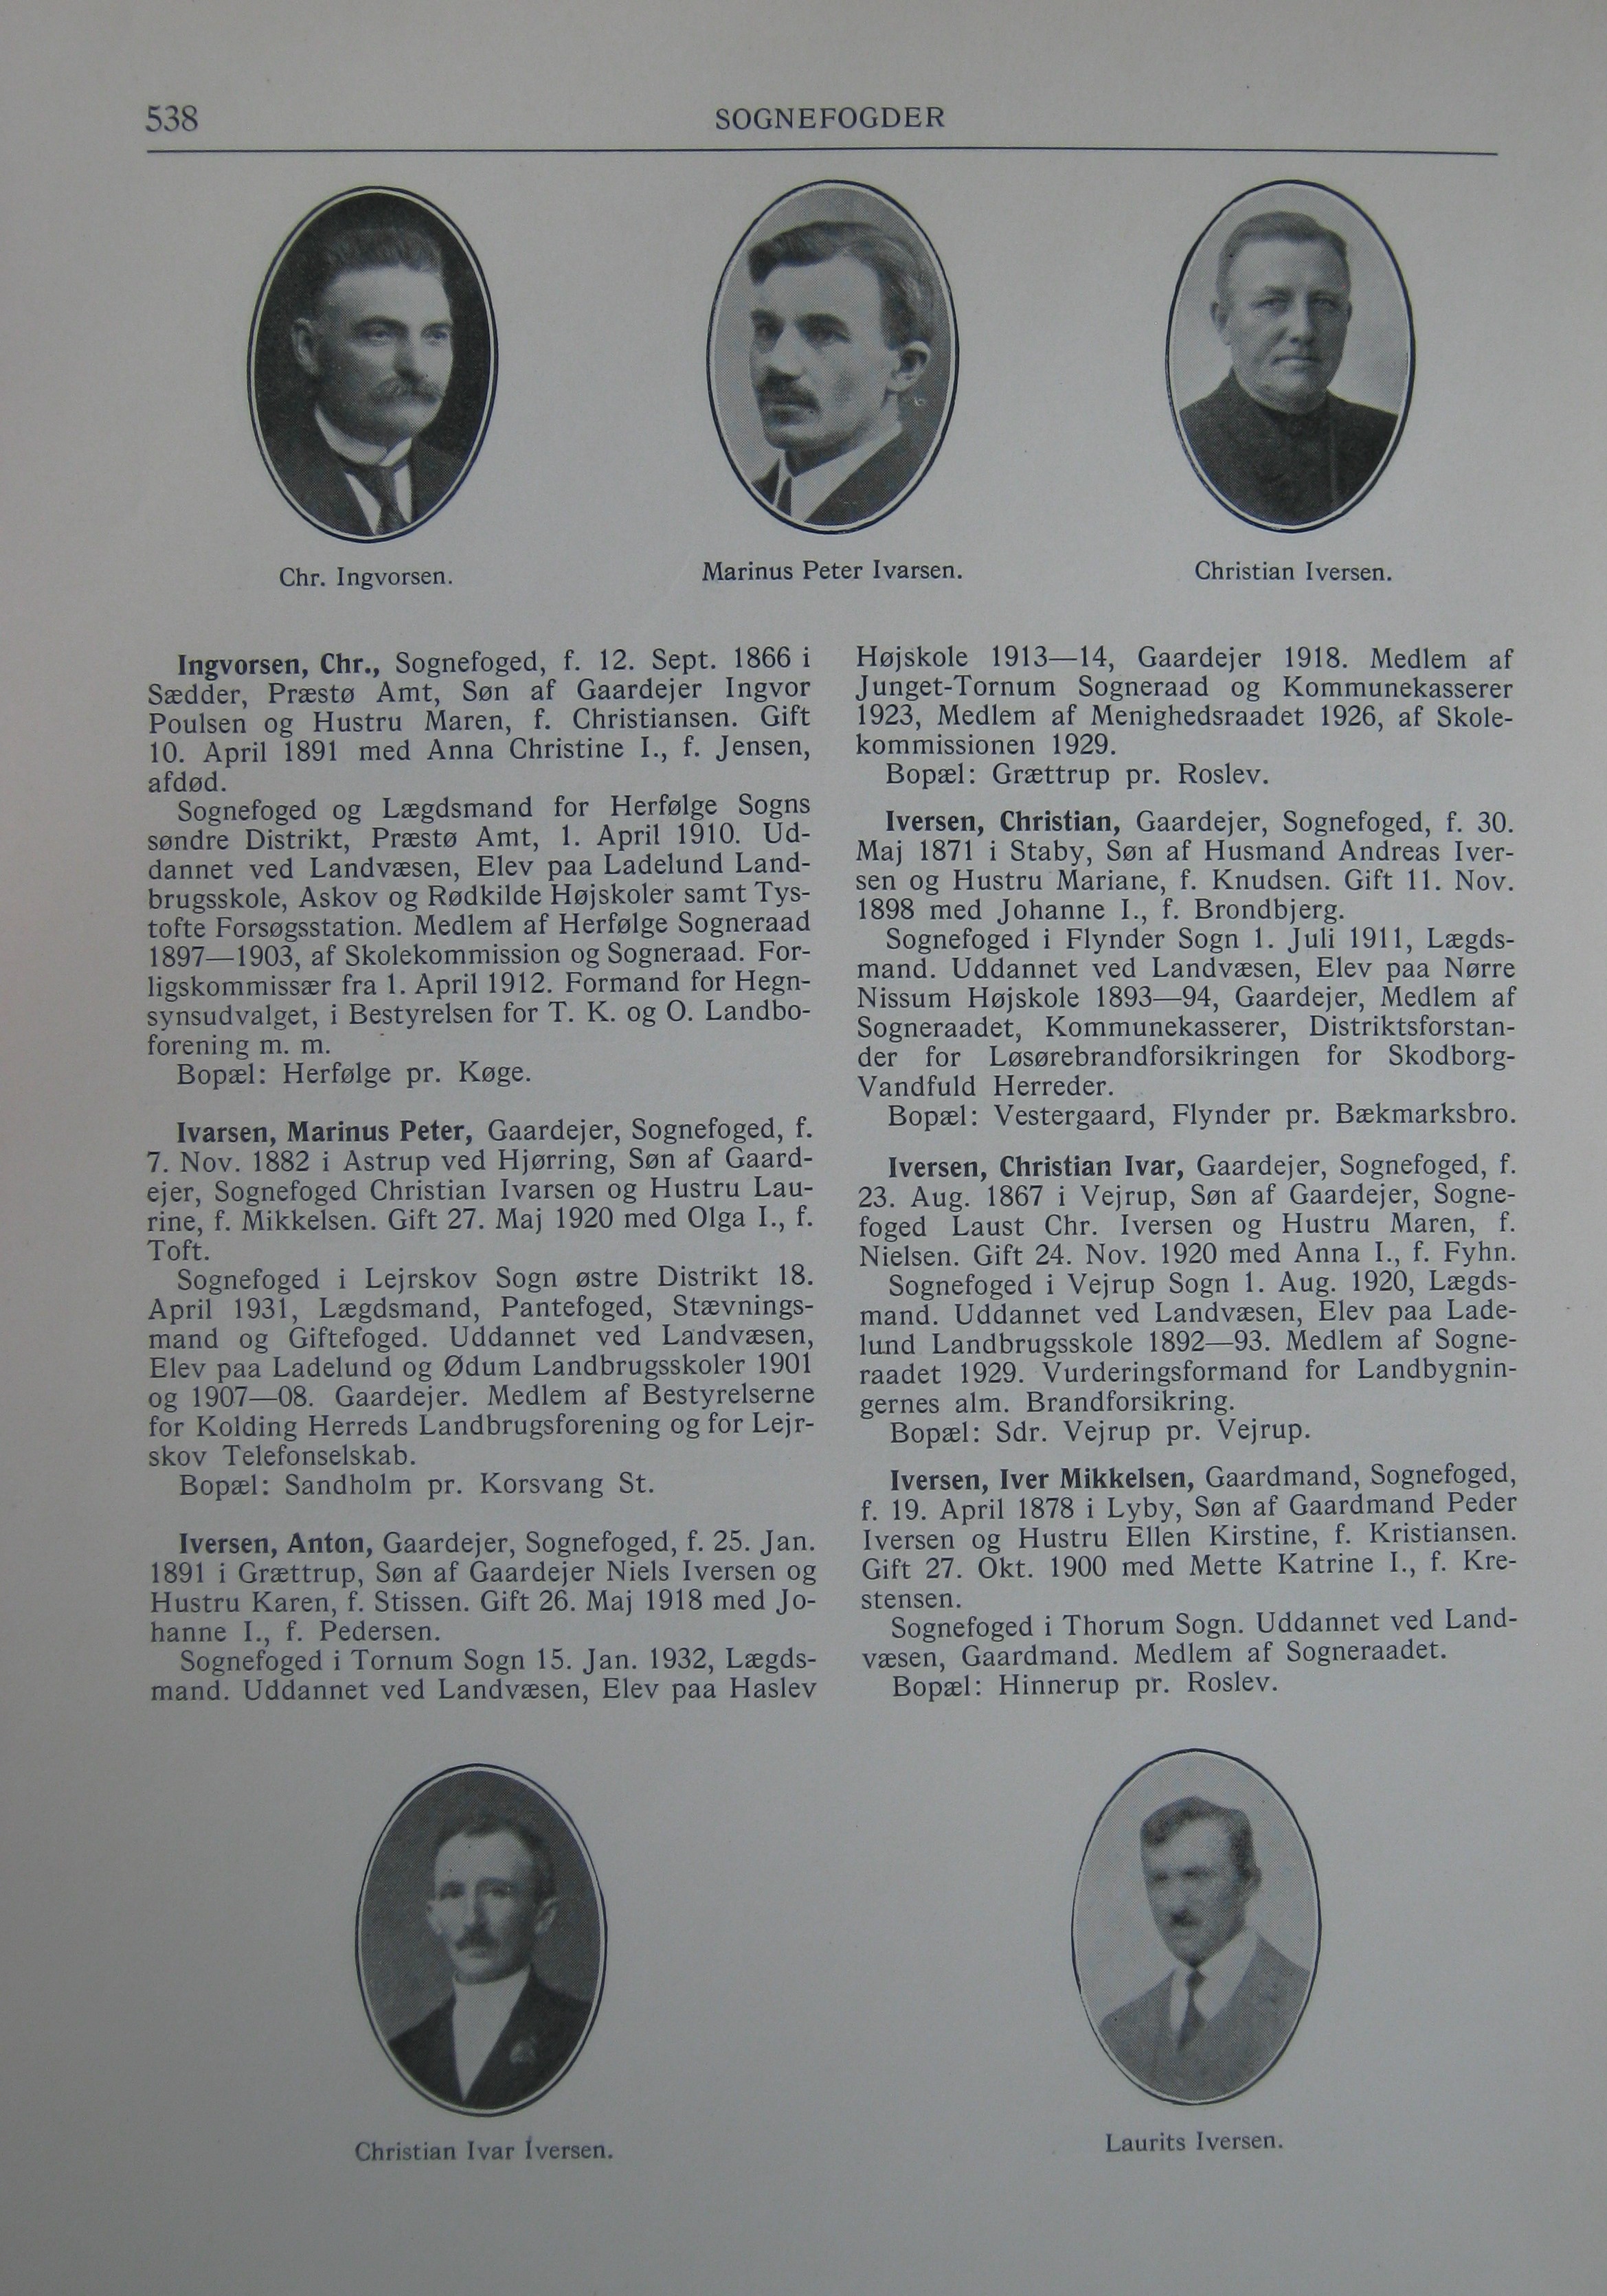 538
SOGNEFOGDER
Chr. Ingvorsen.
Marinus Peter Ivarsen.
Christian Iversen.
Ingvorsen, Chr., Sognefoged, f. 12. Sept. 1866 i
Sædder, Præstø Amt, Søn af Gaardejer Ingvor
Poulsen og Hustru Maren, f. Christiansen. Gift
10. April 1891 med Anna Christine I., f. Jensen,
afdød.
Sognefoged og Lægdsmand for Herfølge Sogns
søndre Distrikt, Præstø Amt, 1. April 1910. Ud-
dannet ved Landvæsen, Elev paa Ladelund Land-
brugsskole, Askov og Rødkilde Højskoler samt Tys-
tofte Forsøgsstation. Medlem af Herfølge Sogneraad
1897—1903, af Skolekommission og Sogneraad. For-
ligskommissær fra 1. April 1912. Formand for Hegn-
synsudvalget, i Bestyrelsen for T. K. og O. Landbo-
forening m. m.
Bopæl: Herfølge pr. Køge.
Ivarsen, Marinus Peter, Gaardejer, Sognefoged, f.
7. Nov. 1882 i Astrup ved Hjørring, Søn af Gaard-
ejer, Sognefoged Christian Ivarsen og Hustru Lau-
rine, f. Mikkelsen. Gift 27. Maj 1920 med Olga I., f.
Toft.
Sognefoged i Lejrskov Sogn østre Distrikt 18.
April 1931, Lægdsmand, Pantefoged, Stævnings-
mand og Giftefoged. Uddannet ved Landvæsen,
Elev paa Ladelund og Ødum Landbrugsskoler 1901
og 1907—08. Gaardejer. Medlem af Bestyrelserne
for Kolding Herreds Landbrugsforening og for Lejr-
skov Telefonselskab.
Bopæl: Sandholm pr. Korsvang St.
Iversen, Anton, Gaardejer, Sognefoged, f. 25. Jan.
1891 i Grættrup, Søn af Gaardejer Niels Iversen og
Hustru Karen, f. Stissen. Gift 26. Maj 1918 med Jo-
hanne I., f. Pedersen.
Sognefoged i Tornum Sogn 15. Jan. 1932, Lægds-
mand. Uddannet ved Landvæsen, Elev paa Haslev
Højskole 1913—14, Gaardejer 1918. Medlem af
Junget-Tornum Sogneraad og Kommunekasserer
1923, Medlem af Menighedsraadet 1926, af Skole-
kommissionen 1929.
Bopæl: Grættrup pr. Roslev.
Iversen, Christian, Gaardejer, Sognefoged, f. 30.
Maj 1871 i Staby, Søn af Husmand Andreas Iver-
sen og Hustru Mariane, f. Knudsen. Gift 11. Nov.
1898 med Johanne I., f. Brondbjerg.
Sognefoged i Flynder Sogn 1. Juli 1911, Lægds-
mand. Uddannet ved Landvæsen, Elev paa Nørre
Nissum Højskole 1893—94, Gaardejer, Medlem af
Sogneraadet, Kommunekasserer, Distriktsforstan-
der for Løsørebrandforsikringen for Skodborg-
Vandfuld Herreder.
Bopæl: Vestergaard, Flynder pr. Bækmarksbro.
Iversen, Christian Ivar, Gaardejer, Sognefoged, f.
23. Aug. 1867 i Vejrup, Søn af Gaardejer, Sogne-
foged Laust Chr. Iversen og Hustru Maren, f.
Nielsen. Gift 24. Nov. 1920 med Anna I., f. Fyhn.
Sognefoged i Vejrup Sogn 1. Aug. 1920, Lægds-
mand. Uddannet ved Landvæsen, Elev paa Lade-
lund Landbrugsskole 1892—93. Medlem af Sogne-
raadet 1929. Vurderingsformand for Landbygnin-
gernes alm. Brandforsikring.
Bopæl: Sdr. Vejrup pr. Vejrup.
Iversen, Iver Mikkelsen, Gaardmand, Sognefoged,
f. 19. April 1878 i Lyby, Søn af Gaardmand Peder
Iversen og Hustru Ellen Kirstine, f. Kristiansen.
Gift 27. Okt. 1900 med Mette Katrine I., f. Kre-
stensen.
Sognefoged i Thorum Sogn. Uddannet ved Land-
væsen, Gaardmand. Medlem af Sogneraadet.
Bopæl: Hinnerup pr. Roslev.
Christian Ivar Iversen.
Laurits Iversen.